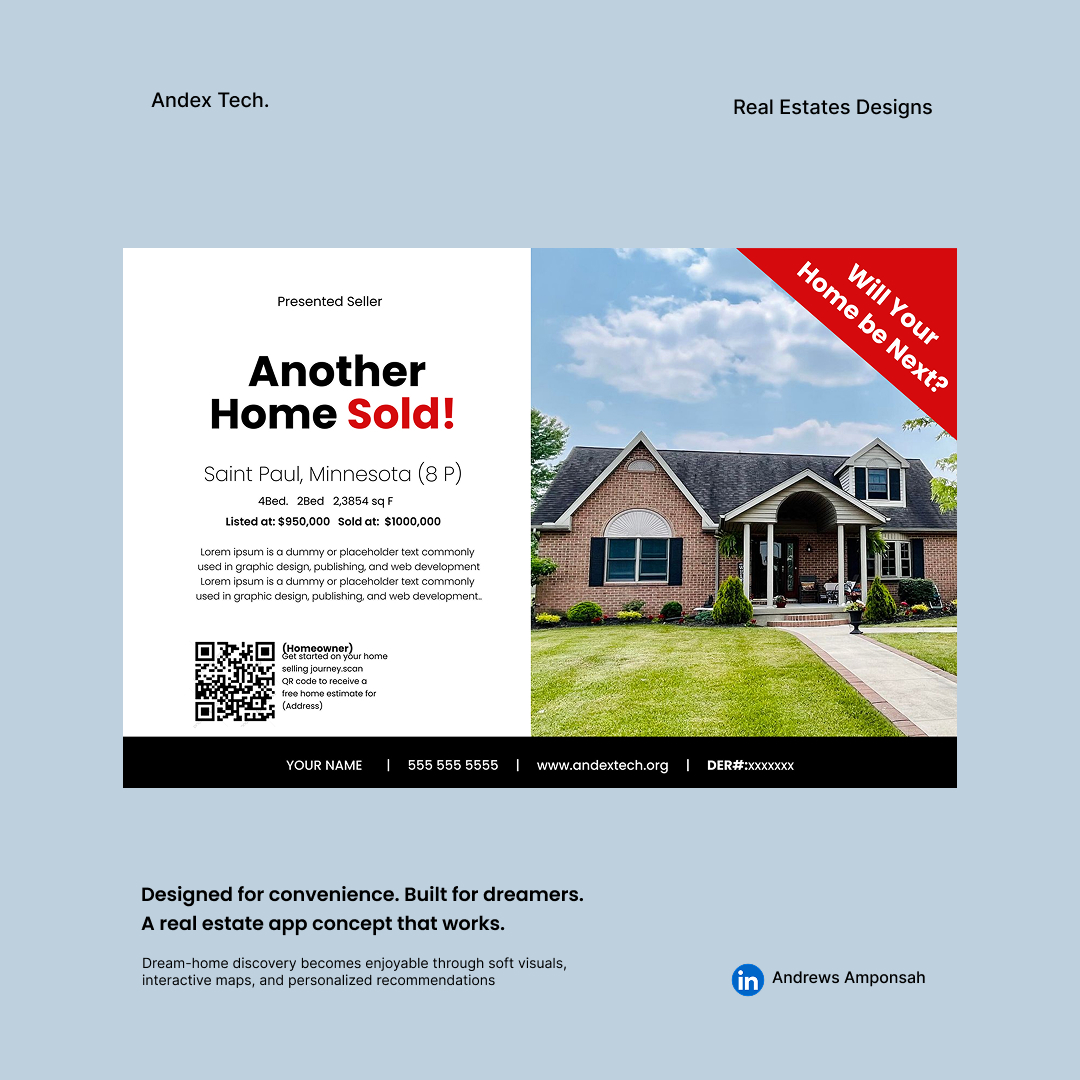 Andex Tech.
Real Estates Designs
Presented Seller
Another
Home Sold!
Saint Paul, Minnesota (8 P)
4Bed. 2Bed 2,3854 sq F
Listed at: $950,000 Sold at: $1000,000
Lorem ipsum is a dummy or placeholder text commonly
used in graphic design, publishing, and web development
Lorem ipsum is a dummy or placeholder text commonly
used in graphic design, publishing, and web development..
(Homeowner)
Get started on your home
selling journey.scan
QR code to receive a
free home estimate for
(Address)
Will Your
Home be Next?
YOUR NAME | 555 555 5555 | www.andextech.org | DER#:xxxxxxx
Designed for convenience. Built for dreamers.
A real estate app concept that works.
Dream-home discovery becomes enjoyable through soft visuals,
interactive maps, and personalized recommendations
in Andrews Amponsah